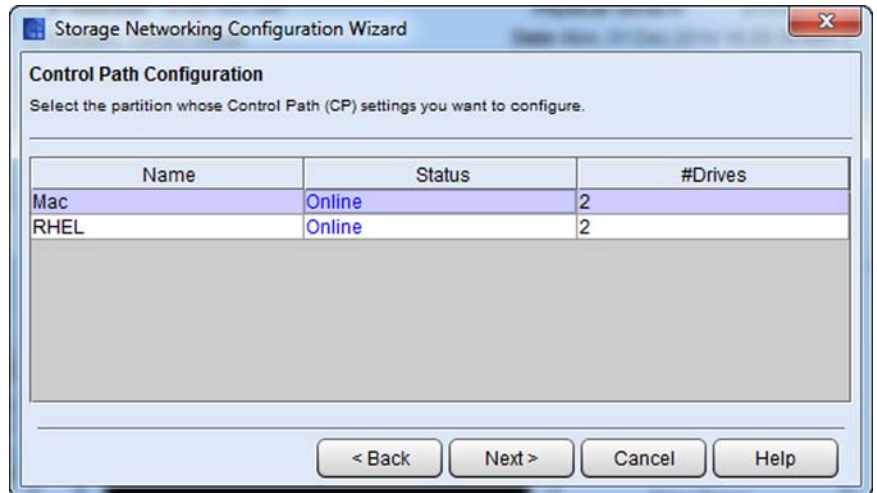 Storage Networking Configuration Wizard
Control Path Configuration
Select the partition whose Control Path (CP) settings you want to configure.
Name Status #Drives
Mac Online 2
RHEL Online 2
< Back Next > Cancel Help